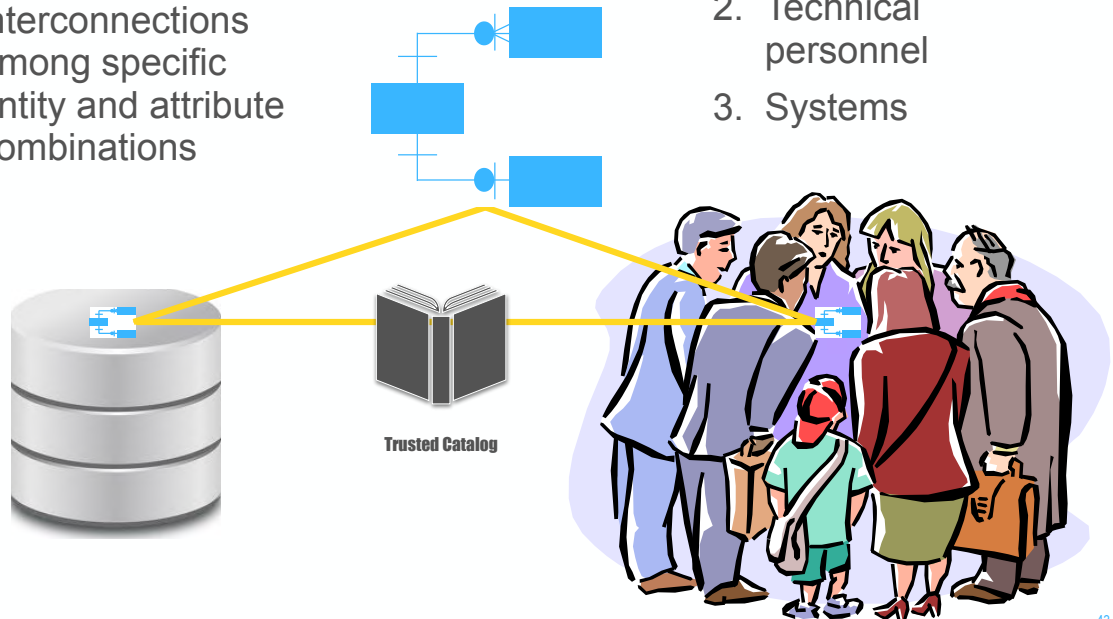 nterconnections
mong specific
ntity and attribute
ombinations
2. Technical
personnel
3. Systems
Trusted Catalog